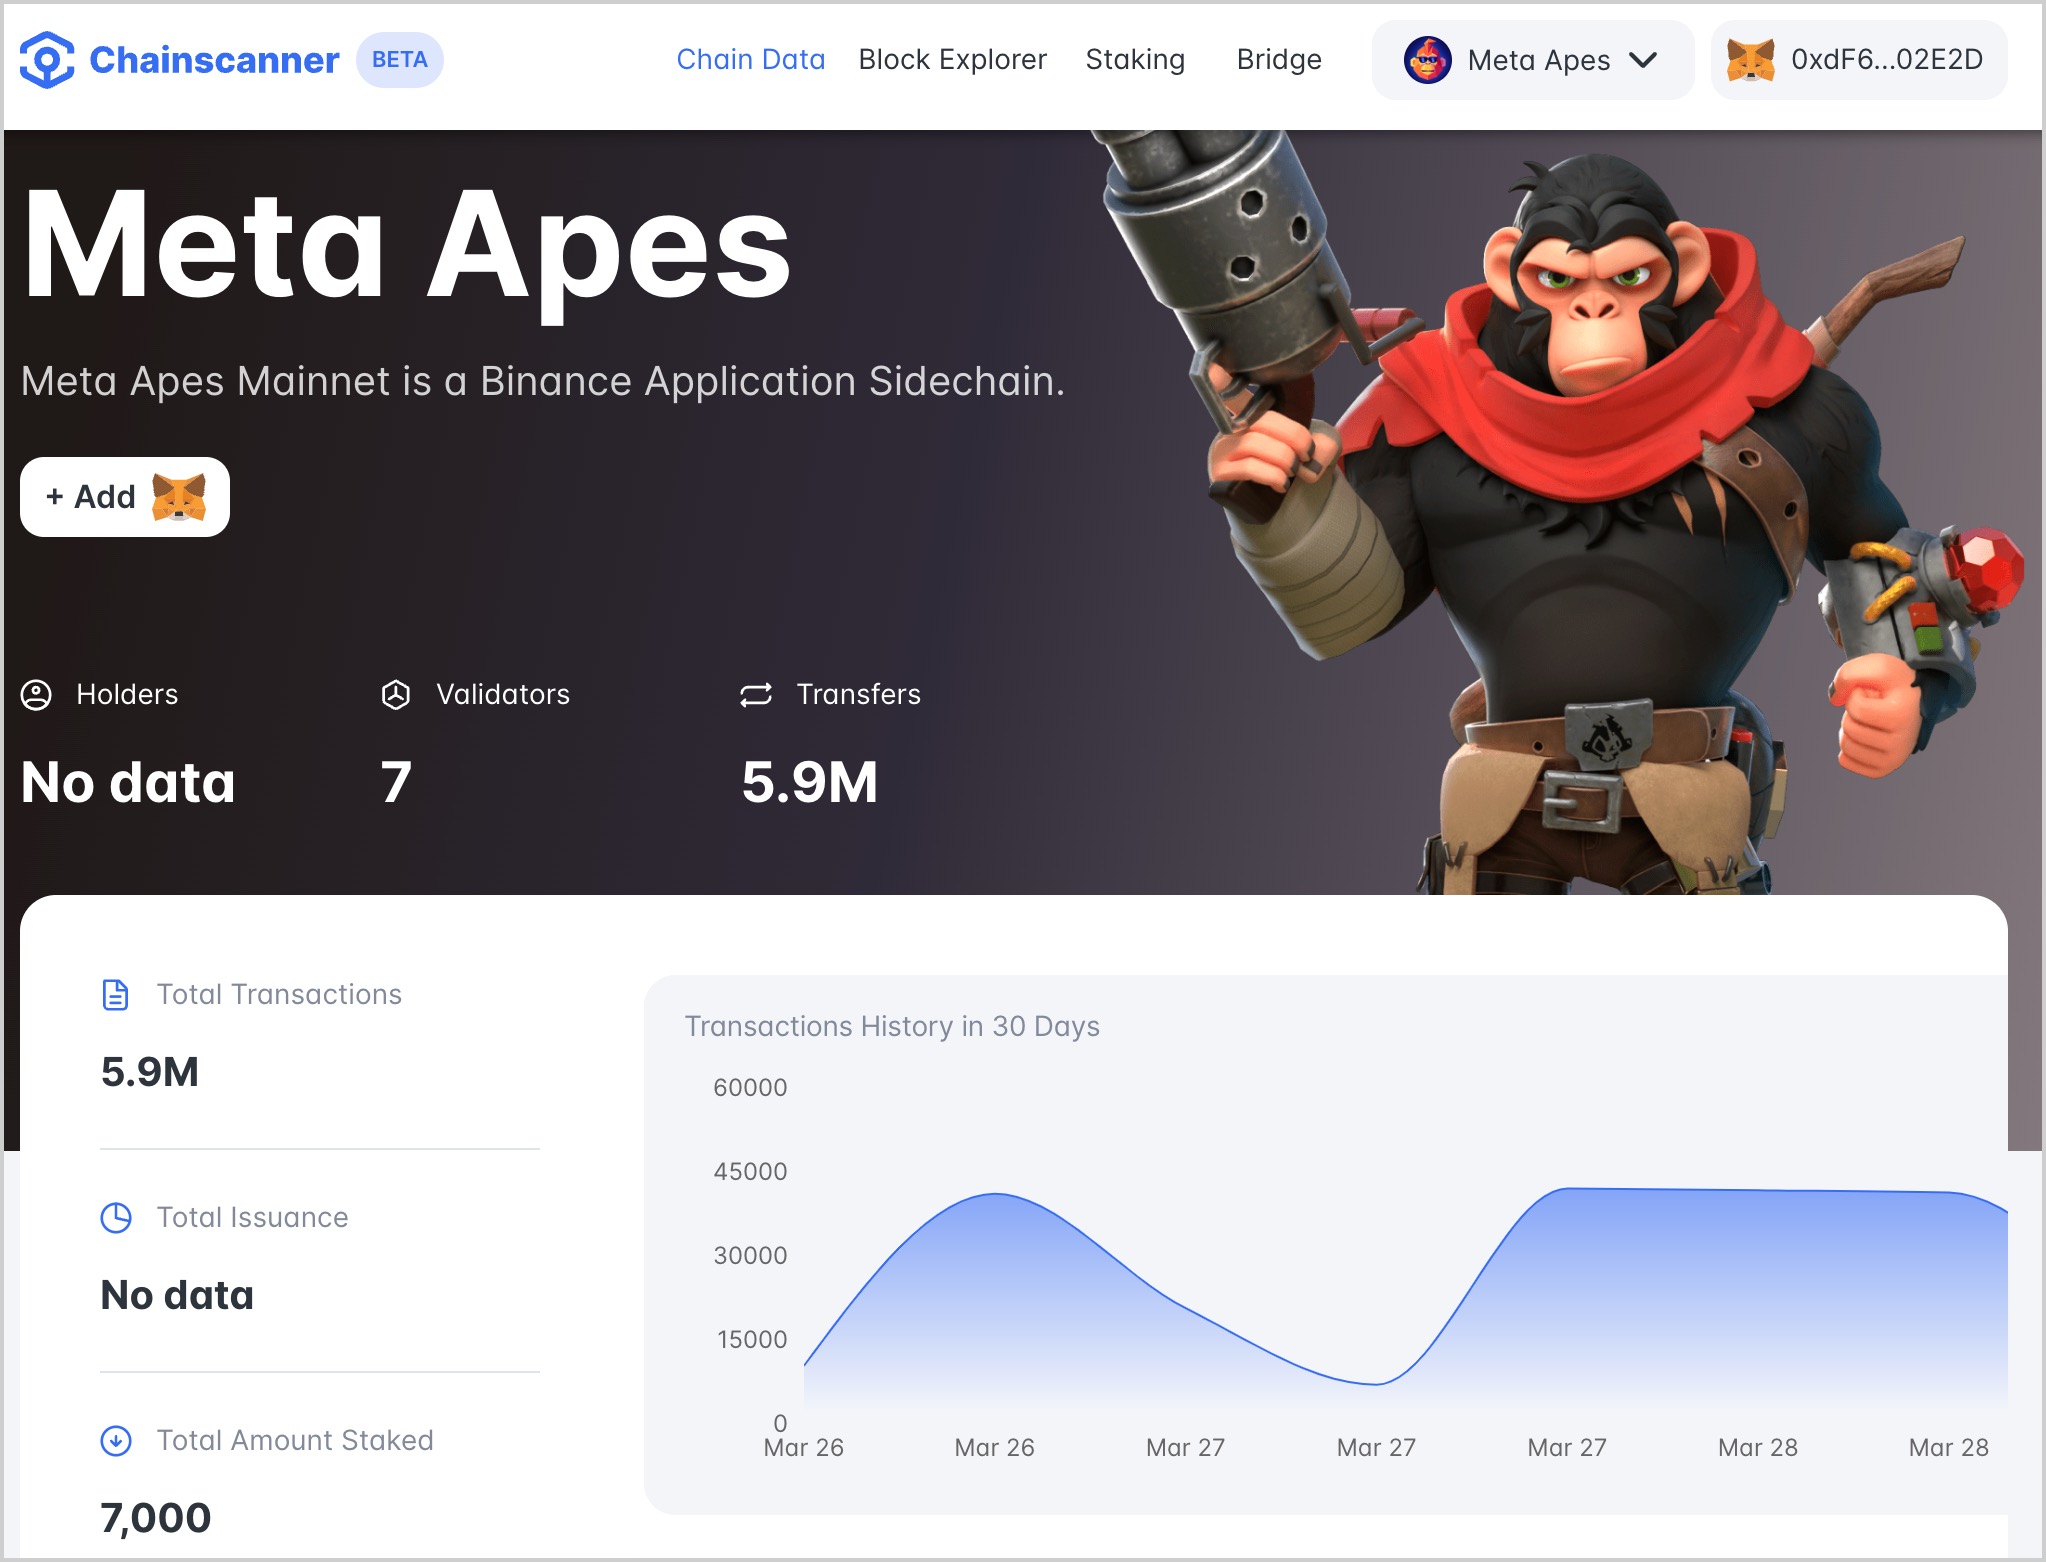 Chainscanner BETA Chain Data Block Explorer Staking Bridge Meta Apes 0xdF6...02E2D
Meta Apes
Meta Apes Mainnet is a Binance Application Sidechain.
+ Add
Holders Validators Transfers
No data 7 5.9M
Total Transactions
5.9M
Total Issuance
No data
Total Amount Staked
7,000
Transactions History in 30 Days
60000
45000
30000
15000
0
Mar 26 Mar 26 Mar 27 Mar 27 Mar 27 Mar 28 Mar 28